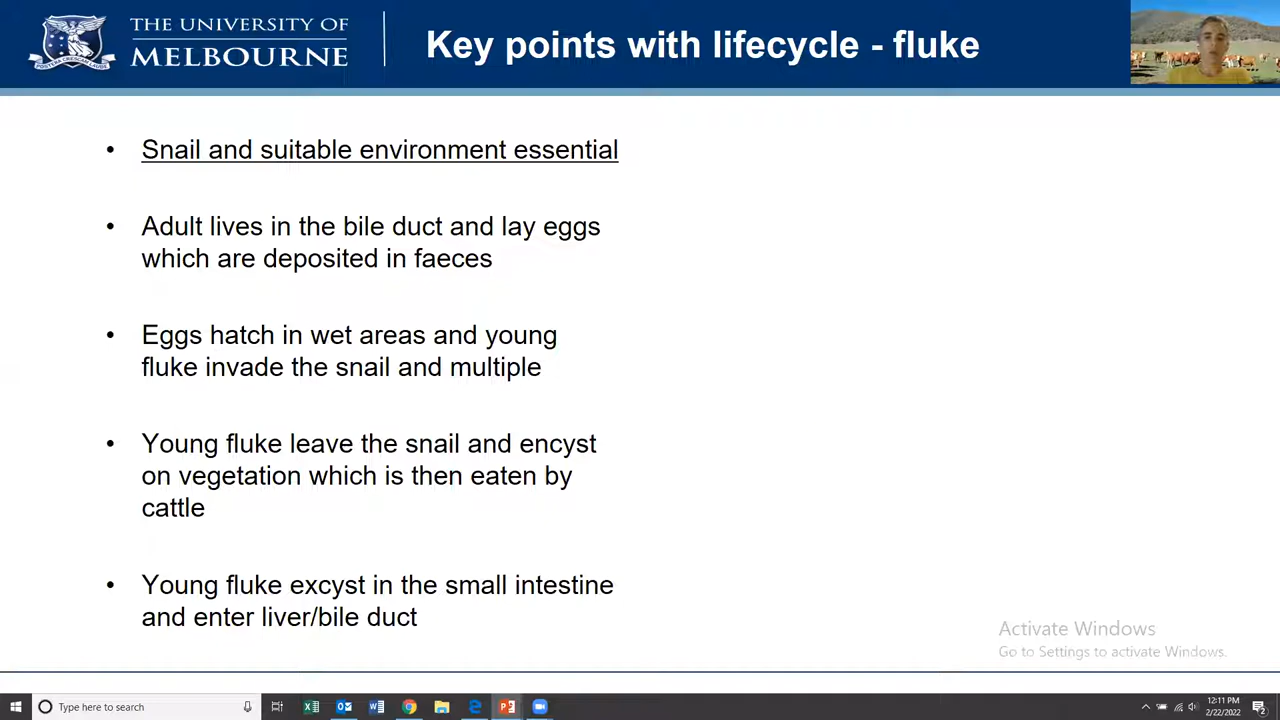 THE UNIVERSITY OF
MELBOURNE
Key points with lifecycle - fluke
• Snail and suitable environment essential
• Adult lives in the bile duct and lay eggs
which are deposited in faeces
• Eggs hatch in wet areas and young
fluke invade the snail and multiple
• Young fluke leave the snail and encyst
on vegetation which is then eaten by
cattle
• Young fluke excyst in the small intestine
and enter liver/bile duct
Activate Windows
Go to Settings to activate Windows.
Type here to search
12:11 PM
2/22/2022